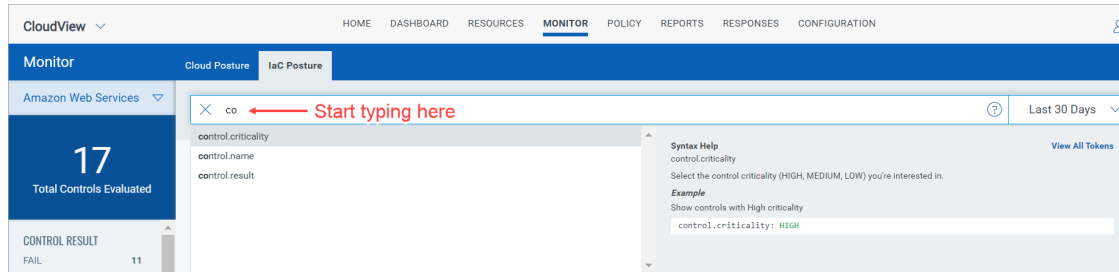 CloudView
HOME DASHBOARD RESOURCES MONITOR POLICY REPORTS RESPONSES CONFIGURATION
Monitor
Cloud Posture IaC Posture
Amazon Web Services
co
Start typing here
Last 30 Days
17
Total Controls Evaluated
control.criticality
control.name
control.result
Syntax Help
View All Tokens
control.criticality
Select the control criticality (HIGH, MEDIUM, LOW) you're interested in.
Example
Show controls with High criticality
control.criticality: HIGH
CONTROL RESULT
FAIL 11